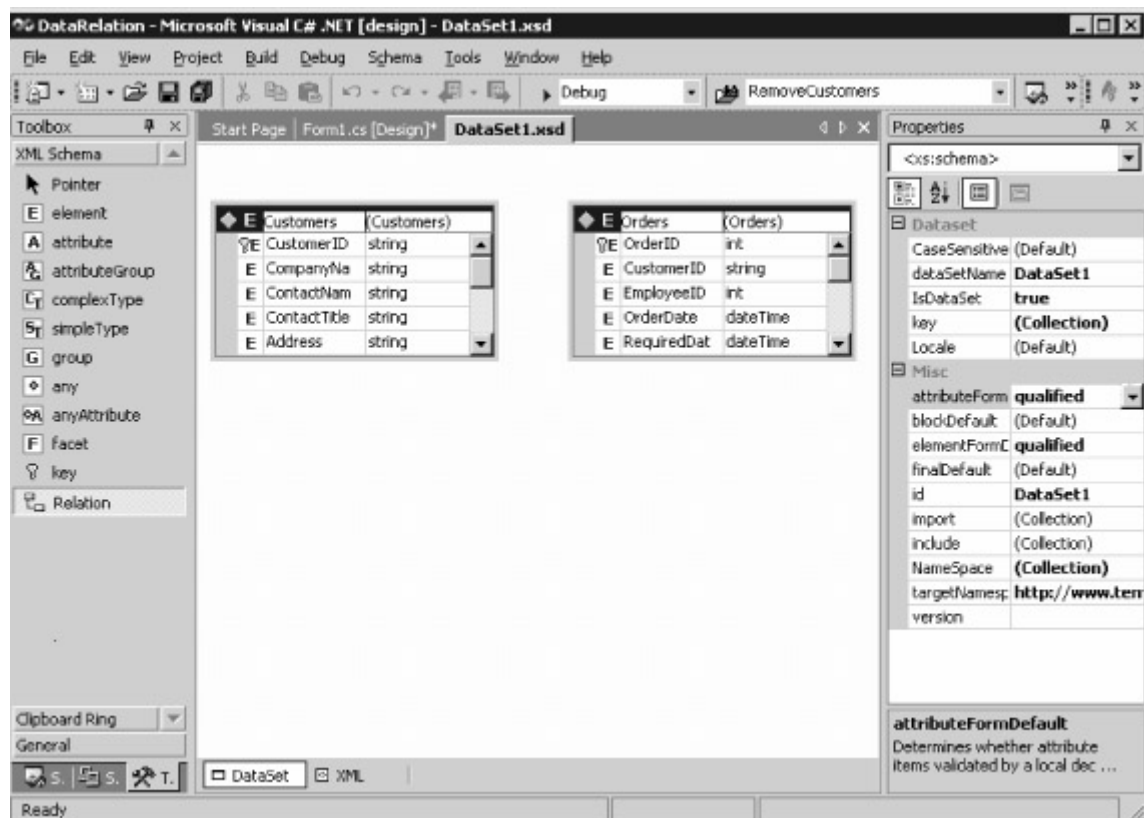 DataRelation - Microsoft Visual C# .NET [design] - DataSet1.xsd
File Edit View Project Build Debug Schema Tools Window Help
Debug RemoveCustomers
Toolbox
XML Schema
Pointer
E element
A attribute
attributeGroup
complexType
simpleType
G group
any
anyAttribute
F facet
key
Relation
Clipboard Ring
General
S. S. T.
Start Page Form1.cs [Design]* DataSet1.xsd
E Customers (Customers)
E CustomerID string
E CompanyNa string
E ContactNam string
E ContactTitle string
E Address string
E Orders (Orders)
E OrderID int
E CustomerID string
E EmployeeID int
E OrderDate dateTime
E RequiredDat dateTime
DataSet XML
Properties
<xs:schema>
Dataset
CaseSensitive (Default)
dataSetName DataSet1
IsDataSet true
key (Collection)
Locale (Default)
Misc
attributeForm qualified
blockDefault (Default)
elementFormD qualified
finalDefault (Default)
id DataSet1
import (Collection)
include (Collection)
NameSpace (Collection)
targetNamesp http://www.tem
version
attributeFormDefault
Determines whether attribute
items validated by a local dec ...
Ready